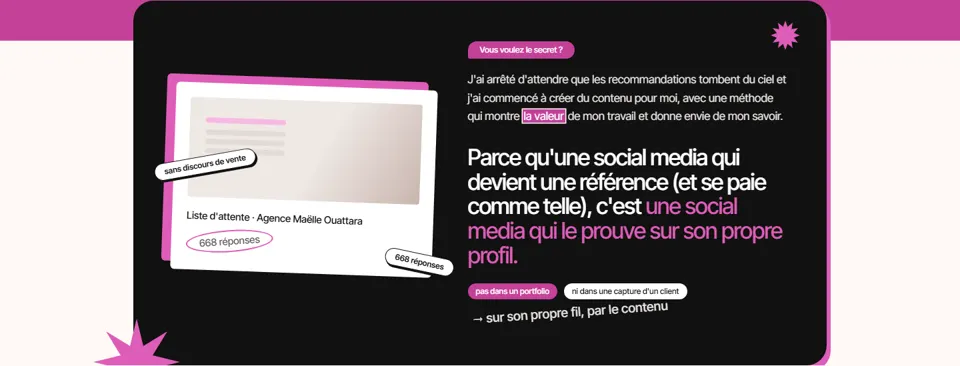 Vous voulez le secret ?
J'ai arrêté d'attendre que les recommandations tombent du ciel et
j'ai commencé à créer du contenu pour moi, avec une méthode
qui montre la valeur de mon travail et donne envie de mon savoir.
Parce qu'une social media qui
devient une référence (et se paie
comme telle), c'est une social
media qui le prouve sur son propre
profil.
pas dans un portfolio
ni dans une capture d'un client
→ sur son propre fil, par le contenu
sans discours de vente
Liste d'attente · Agence Maëlle Ouattara
668 réponses
668 réponses